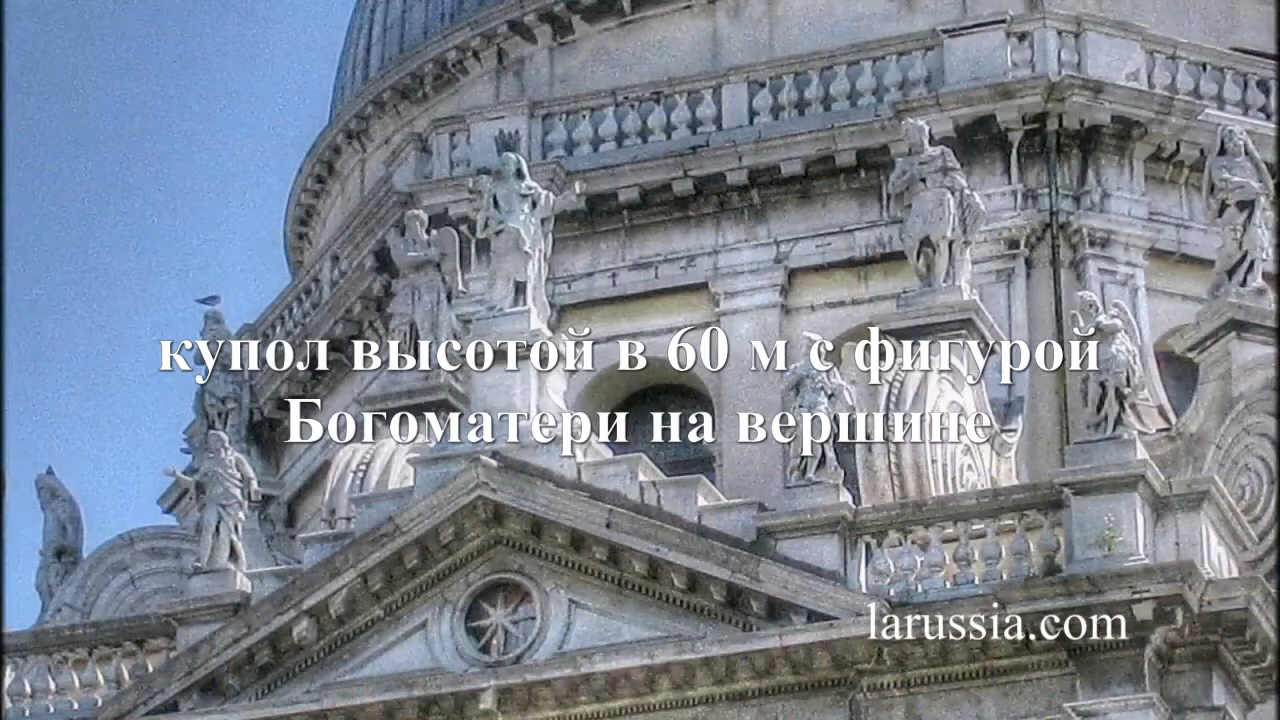 купол высотой в 60 м с фигурой
Богоматери на вершине
larussia.com